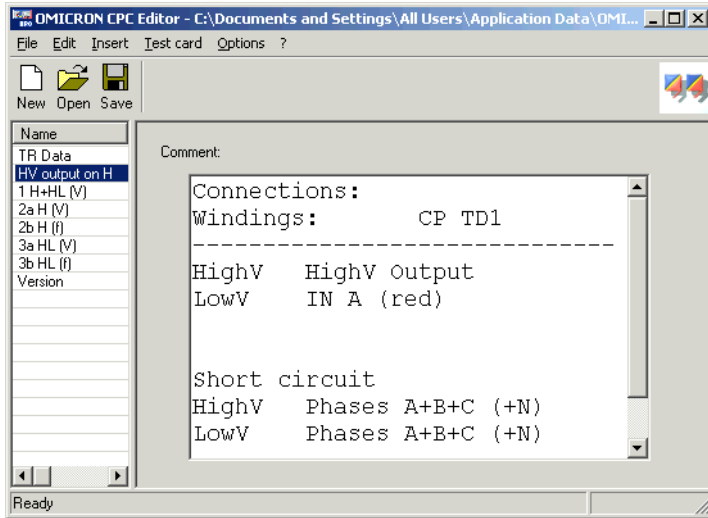 OMICRON CPC Editor - C:\Documents and Settings\All Users\Application Data\OMI...
File Edit Insert Test card Options ?
New Open Save
Name
TR Data
HV output on H
1 H+HL (V)
2a H (V)
2b H (f)
3a HL (V)
3b HL (f)
Version
Comment:
Connections:
Windings: CP TD1
------------------------------
HighV HighV Output
LowV IN A (red)
Short circuit
HighV Phases A+B+C (+N)
LowV Phases A+B+C (+N)
Ready